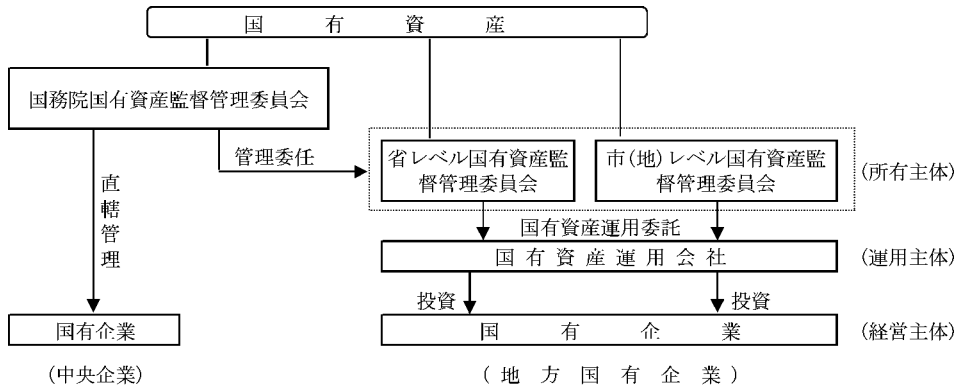 国有資産
国務院国有資産監督管理委員会
管理委任
省レベル国有資産監
督管理委員会
市(地)レベル国有資産監
督管理委員会
(所有主体)
直轄管理
国有資産運用委託
国有資産運用会社
(運用主体)
投資
投資
国有企業
国有企業
(経営主体)
(中央企業)
(地方国有企業)